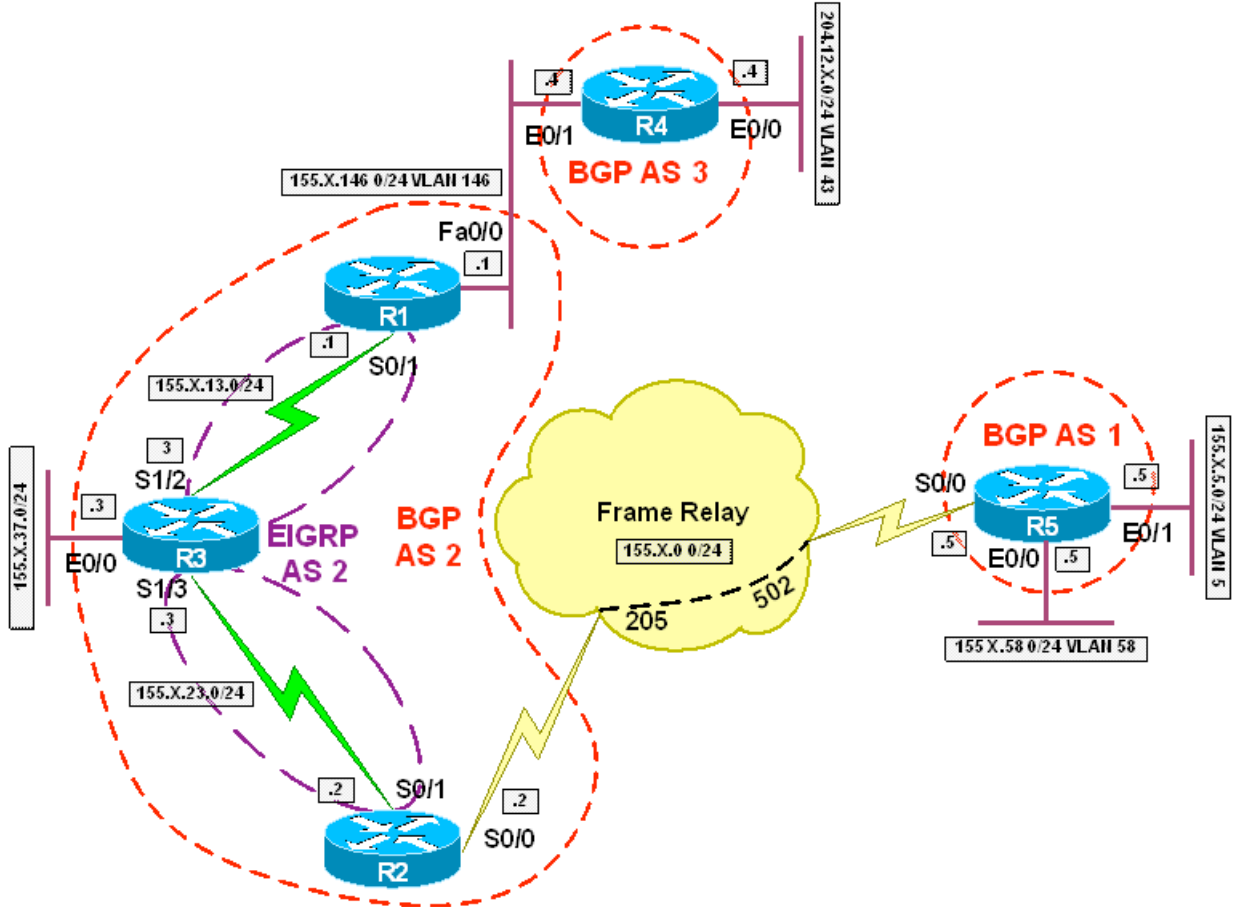 204.12.X.0/24 VLAN 43
.4
.4
R4
E0/1
E0/0
BGP AS 3
155.X.146 0/24 VLAN 146
Fa0/0
.1
R1
.1
S0/1
155.X.13.0/24
3
S1/2
155.X.37.0/24
.3
E0/0
R3
EIGRP
AS 2
BGP
AS 2
S1/3
.3
155.X.23.0/24
.2
S0/1
.2
S0/0
R2
Frame Relay
155.X.0 0/24
205
502
BGP AS 1
S0/0
.5
R5
.5
E0/1
E0/0
.5
155.X.5.0/24 VLAN 5
155 X.58 0/24 VLAN 58